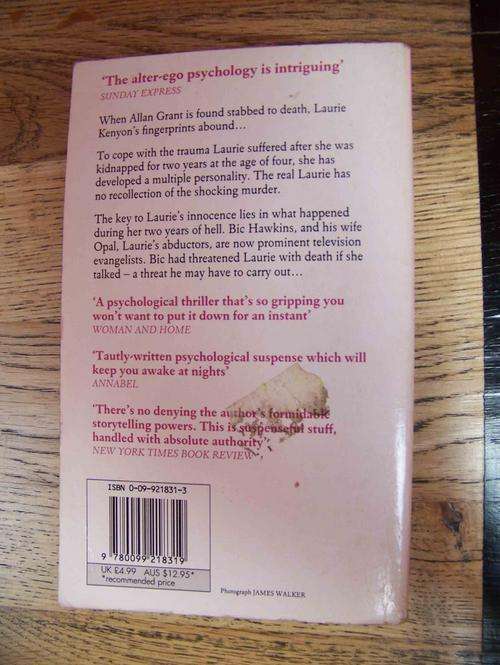 'The alter-ego psychology is intriguing'
SUNDAY EXPRESS
When Allan Grant is found stabbed to death, Laurie
Kenyon's fingerprints abound...
To cope with the trauma Laurie suffered after she was
kidnapped for two years at the age of four, she has
developed a multiple personality. The real Laurie has
no recollection of the shocking murder.
The key to Laurie's innocence lies in what happened
during her two years of hell. Bic Hawkins, and his wife
Opal, Laurie's abductors, are now prominent television
evangelists. Bic had threatened Laurie with death if she
talked – a threat he may have to carry out...
'A psychological thriller that's so gripping you
won't want to put it down for an instant'
WOMAN AND HOME
'Tautly-written psychological suspense which will
keep you awake at nights'
ANNABEL
'There's no denying the author's formidable
storytelling powers. This is suspenseful stuff,
handled with absolute authority'
NEW YORK TIMES BOOK REVIEW
ISBN 0-09-921831-3
9 780099 218319
UK £4.99 AUS $12.95*
*recommended price
Photograph JAMES WALKER